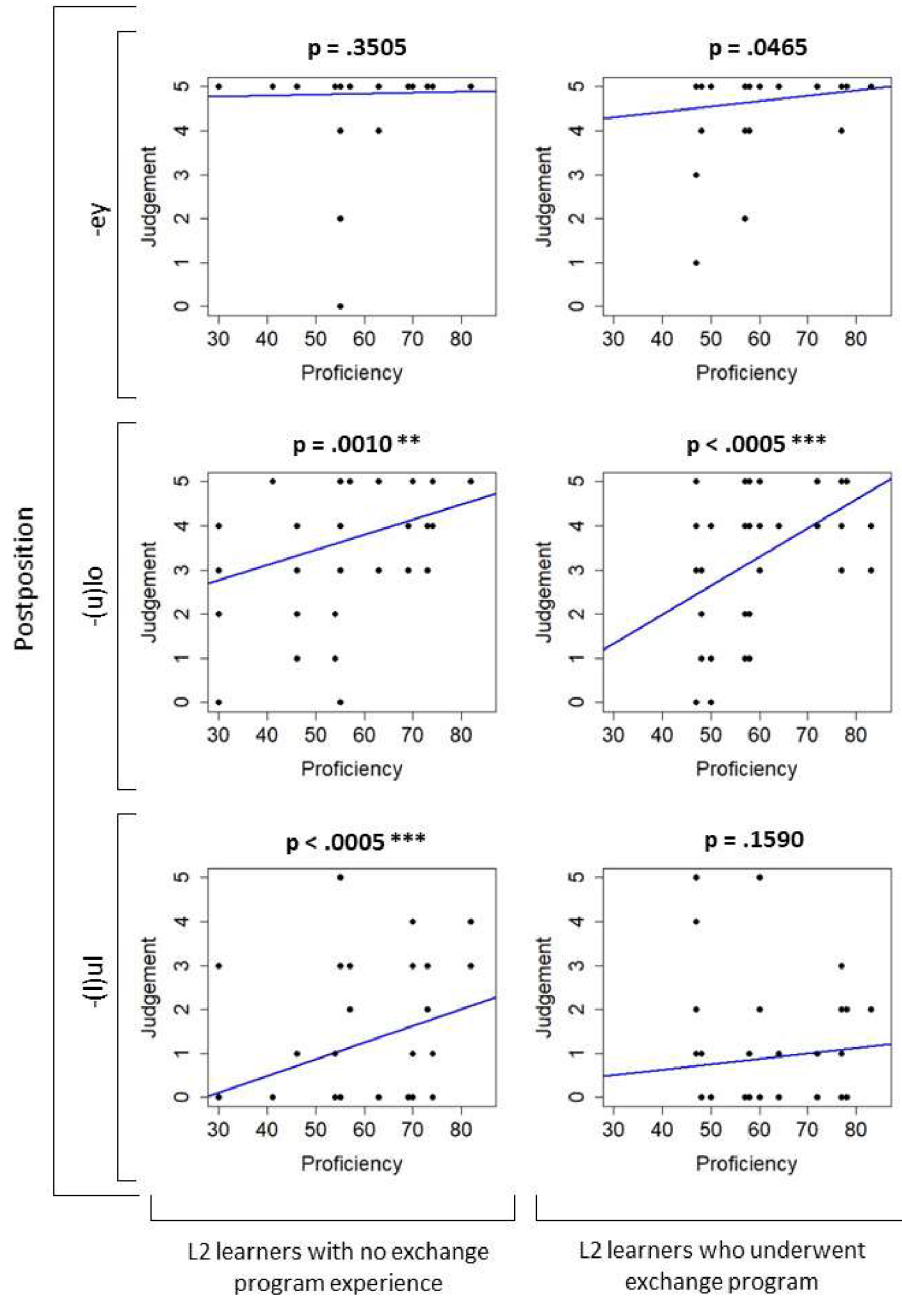 Postposition
-ey
p = .3505
Judgement
5
4
3
2
1
0
30 40 50 60 70 80
Proficiency
p = .0465
Judgement
5
4
3
2
1
0
30 40 50 60 70 80
Proficiency
-(u)lo
p = .0010 **
Judgement
5
4
3
2
1
0
30 40 50 60 70 80
Proficiency
p < .0005 ***
Judgement
5
4
3
2
1
0
30 40 50 60 70 80
Proficiency
-(l)ul
p < .0005 ***
Judgement
5
4
3
2
1
0
30 40 50 60 70 80
Proficiency
p = .1590
Judgement
5
4
3
2
1
0
30 40 50 60 70 80
Proficiency
L2 learners with no exchange
program experience
L2 learners who underwent
exchange program